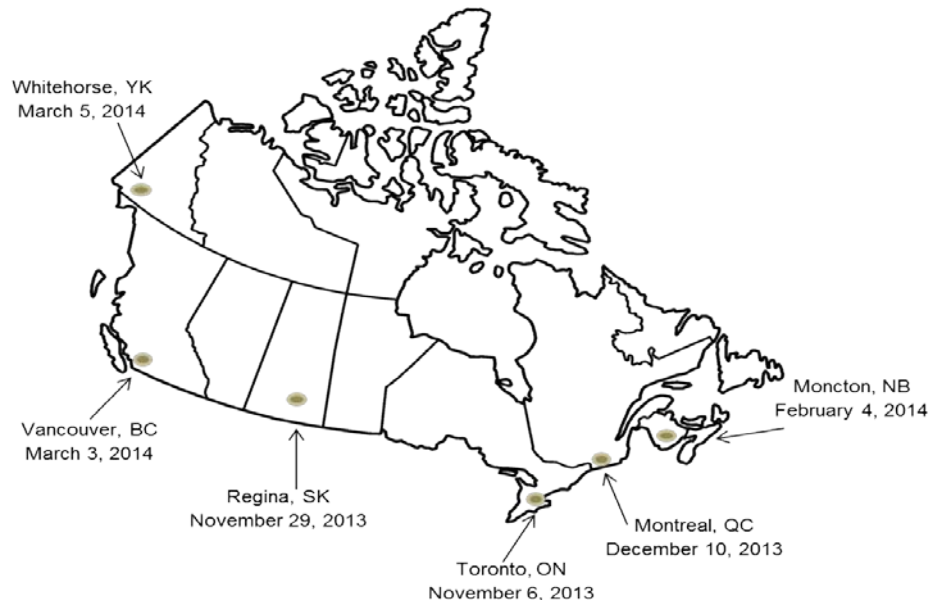 Whitehorse, YK
March 5, 2014
Moncton, NB
February 4, 2014
Vancouver, BC
March 3, 2014
Regina, SK
November 29, 2013
Montreal, QC
December 10, 2013
Toronto, ON
November 6, 2013